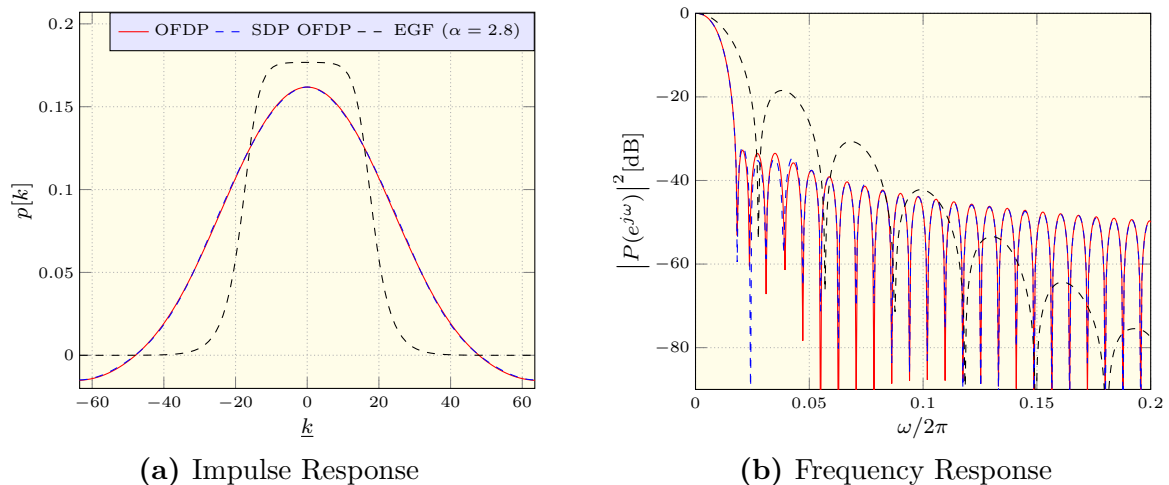 OFDP SDP OFDP EGF (α = 2.8)
0.2
0.15
0.1
0.05
0
p[k]
−60 −40 −20 0 20 40 60
k
(a) Impulse Response
0
−20
−40
−60
−80
|P(e^{jω})|^2 [dB]
0 0.05 0.1 0.15 0.2
ω/2π
(b) Frequency Response